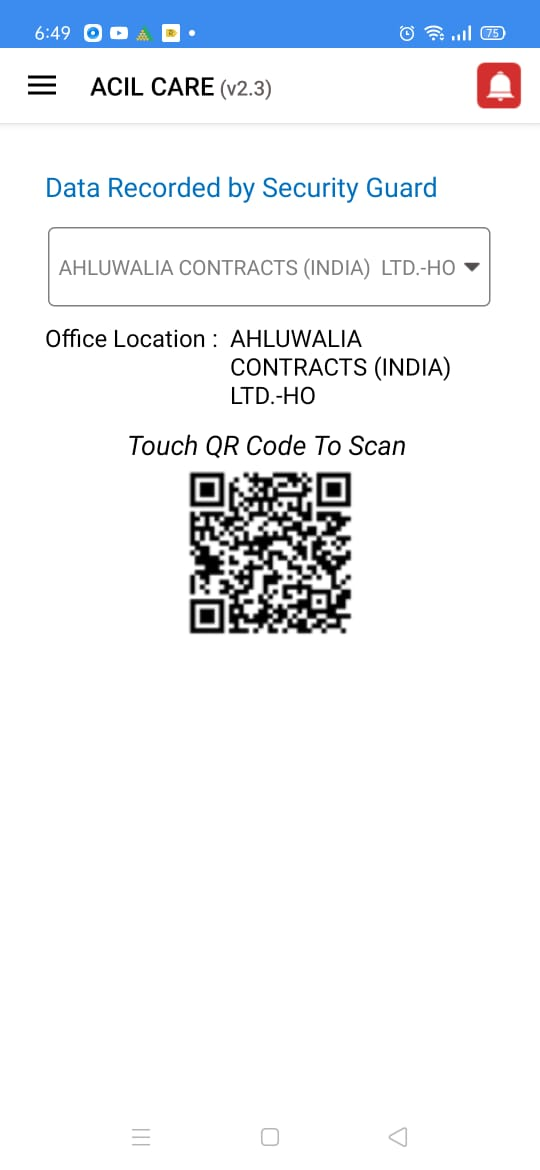 6:49
75
ACIL CARE (v2.3)
Data Recorded by Security Guard
AHLUWALIA CONTRACTS (INDIA)  LTD.-HO
Office Location :  AHLUWALIA
CONTRACTS (INDIA)
LTD.-HO
Touch QR Code To Scan